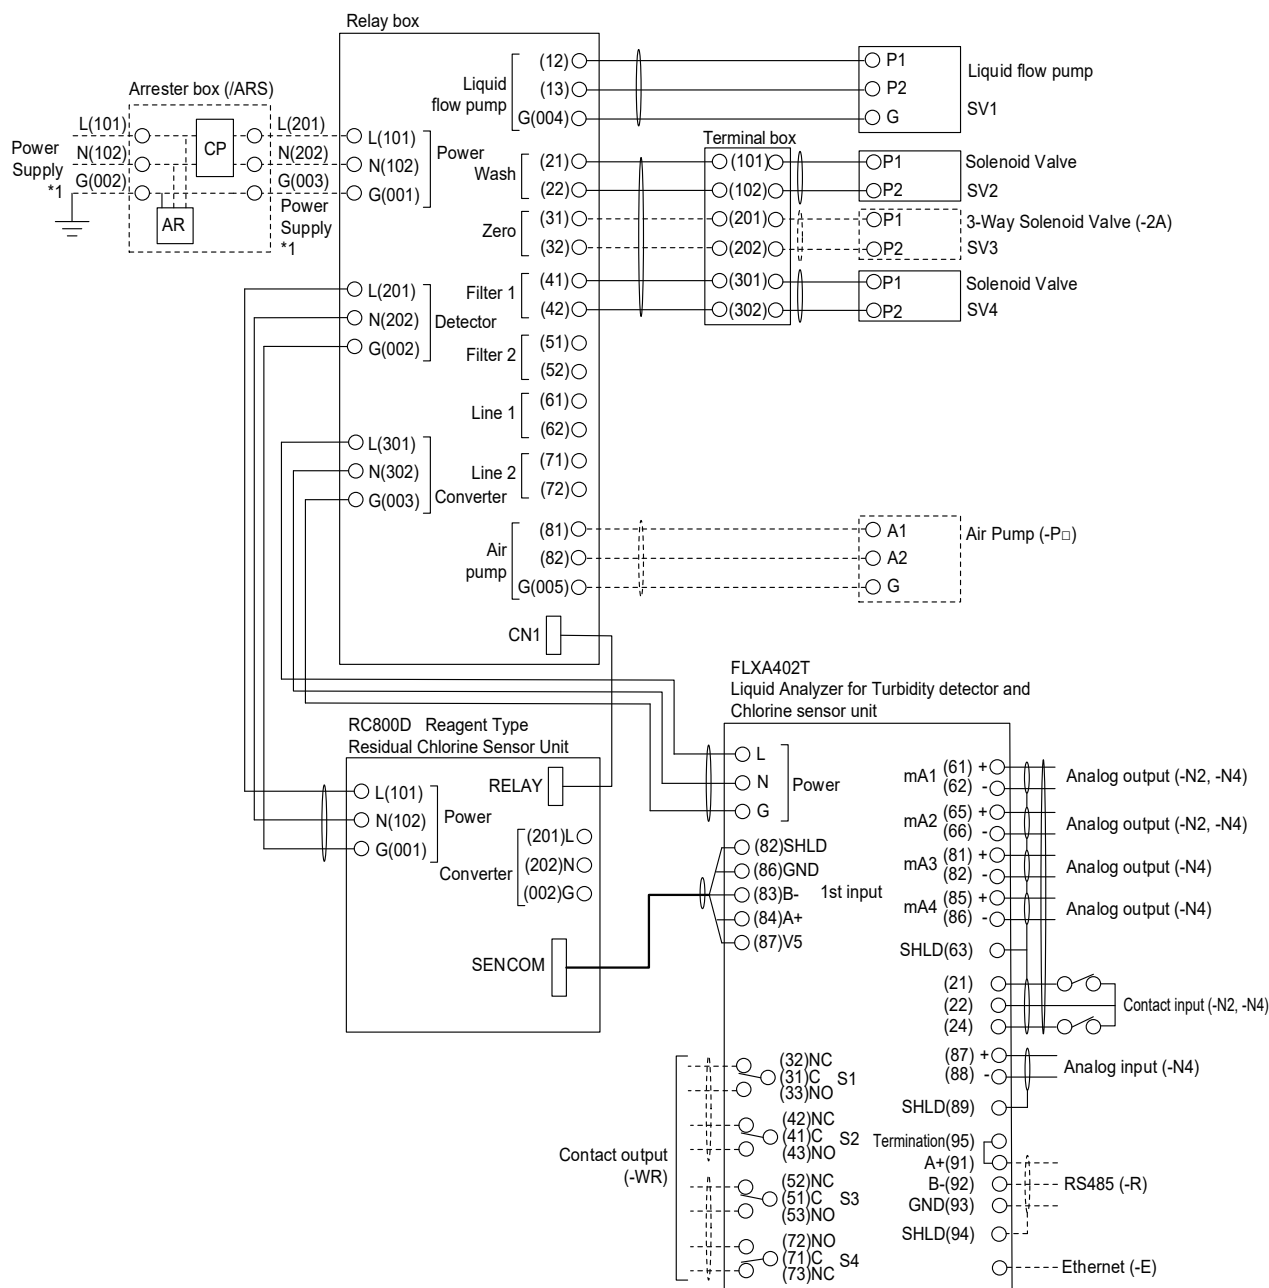 Relay box
Arrester box (/ARS)
L(101)
N(102)
G(002)
Power
Supply
*1
CP
AR
L(201)
N(202)
G(003)
Power
Supply
*1
L(101)
N(102)
G(001)
Power
L(201)
N(202)
G(002)
Detector
L(301)
N(302)
G(003)
Converter
Liquid
flow pump
(12)
(13)
G(004)
Wash
(21)
(22)
Zero
(31)
(32)
Filter 1
(41)
(42)
Filter 2
(51)
(52)
Line 1
(61)
(62)
Line 2
(71)
(72)
Air
pump
(81)
(82)
G(005)
CN1
Terminal box
(101)
(102)
(201)
(202)
(301)
(302)
P1
P2
G
Liquid flow pump
SV1
P1
P2
Solenoid Valve
SV2
P1
P2
3-Way Solenoid Valve (-2A)
SV3
P1
P2
Solenoid Valve
SV4
A1
A2
G
Air Pump (-P□)
RC800D Reagent Type
Residual Chlorine Sensor Unit
L(101)
N(102)
G(001)
Power
RELAY
Converter
(201)L
(202)N
(002)G
SENCOM
FLXA402T
Liquid Analyzer for Turbidity detector and
Chlorine sensor unit
L
N
G
Power
(82)SHLD
(86)GND
(83)B-
(84)A+
(87)V5
1st input
mA1 (61) +
(62) -
Analog output (-N2, -N4)
mA2 (65) +
(66) -
Analog output (-N2, -N4)
mA3 (81) +
(82) -
Analog output (-N4)
mA4 (85) +
(86) -
Analog output (-N4)
SHLD(63)
(21)
(22)
(24)
Contact input (-N2, -N4)
(87) +
(88) -
Analog input (-N4)
SHLD(89)
Termination(95)
A+(91)
B-(92)
GND(93)
SHLD(94)
RS485 (-R)
Ethernet (-E)
Contact output
(-WR)
(32)NC
(31)C S1
(33)NO
(42)NC
(41)C S2
(43)NO
(52)NC
(51)C S3
(53)NO
(72)NO
(71)C S4
(73)NC